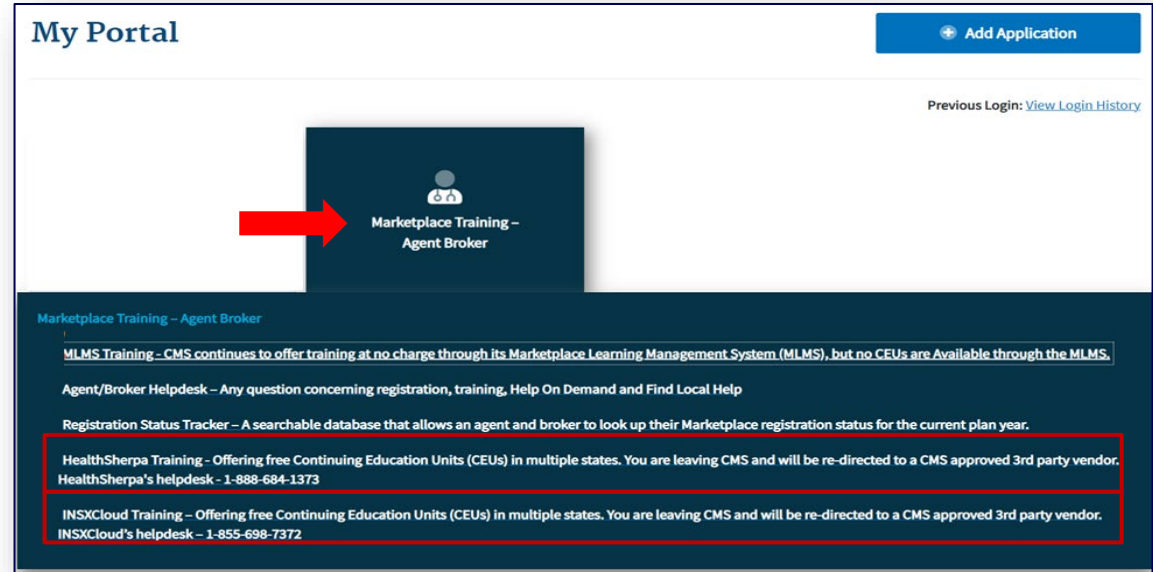 My Portal
Add Application
Previous Login: View Login History
Marketplace Training –
Agent Broker
Marketplace Training – Agent Broker
MLMS Training - CMS continues to offer training at no charge through its Marketplace Learning Management System (MLMS), but no CEUs are Available through the MLMS.
Agent/Broker Helpdesk – Any question concerning registration, training, Help On Demand and Find Local Help
Registration Status Tracker – A searchable database that allows an agent and broker to look up their Marketplace registration status for the current plan year.
HealthSherpa Training - Offering free Continuing Education Units (CEUs) in multiple states. You are leaving CMS and will be re-directed to a CMS approved 3rd party vendor.
HealthSherpa's helpdesk - 1-888-684-1373
INSXCloud Training – Offering free Continuing Education Units (CEUs) in multiple states. You are leaving CMS and will be re-directed to a CMS approved 3rd party vendor.
INSXCloud's helpdesk – 1-855-698-7372